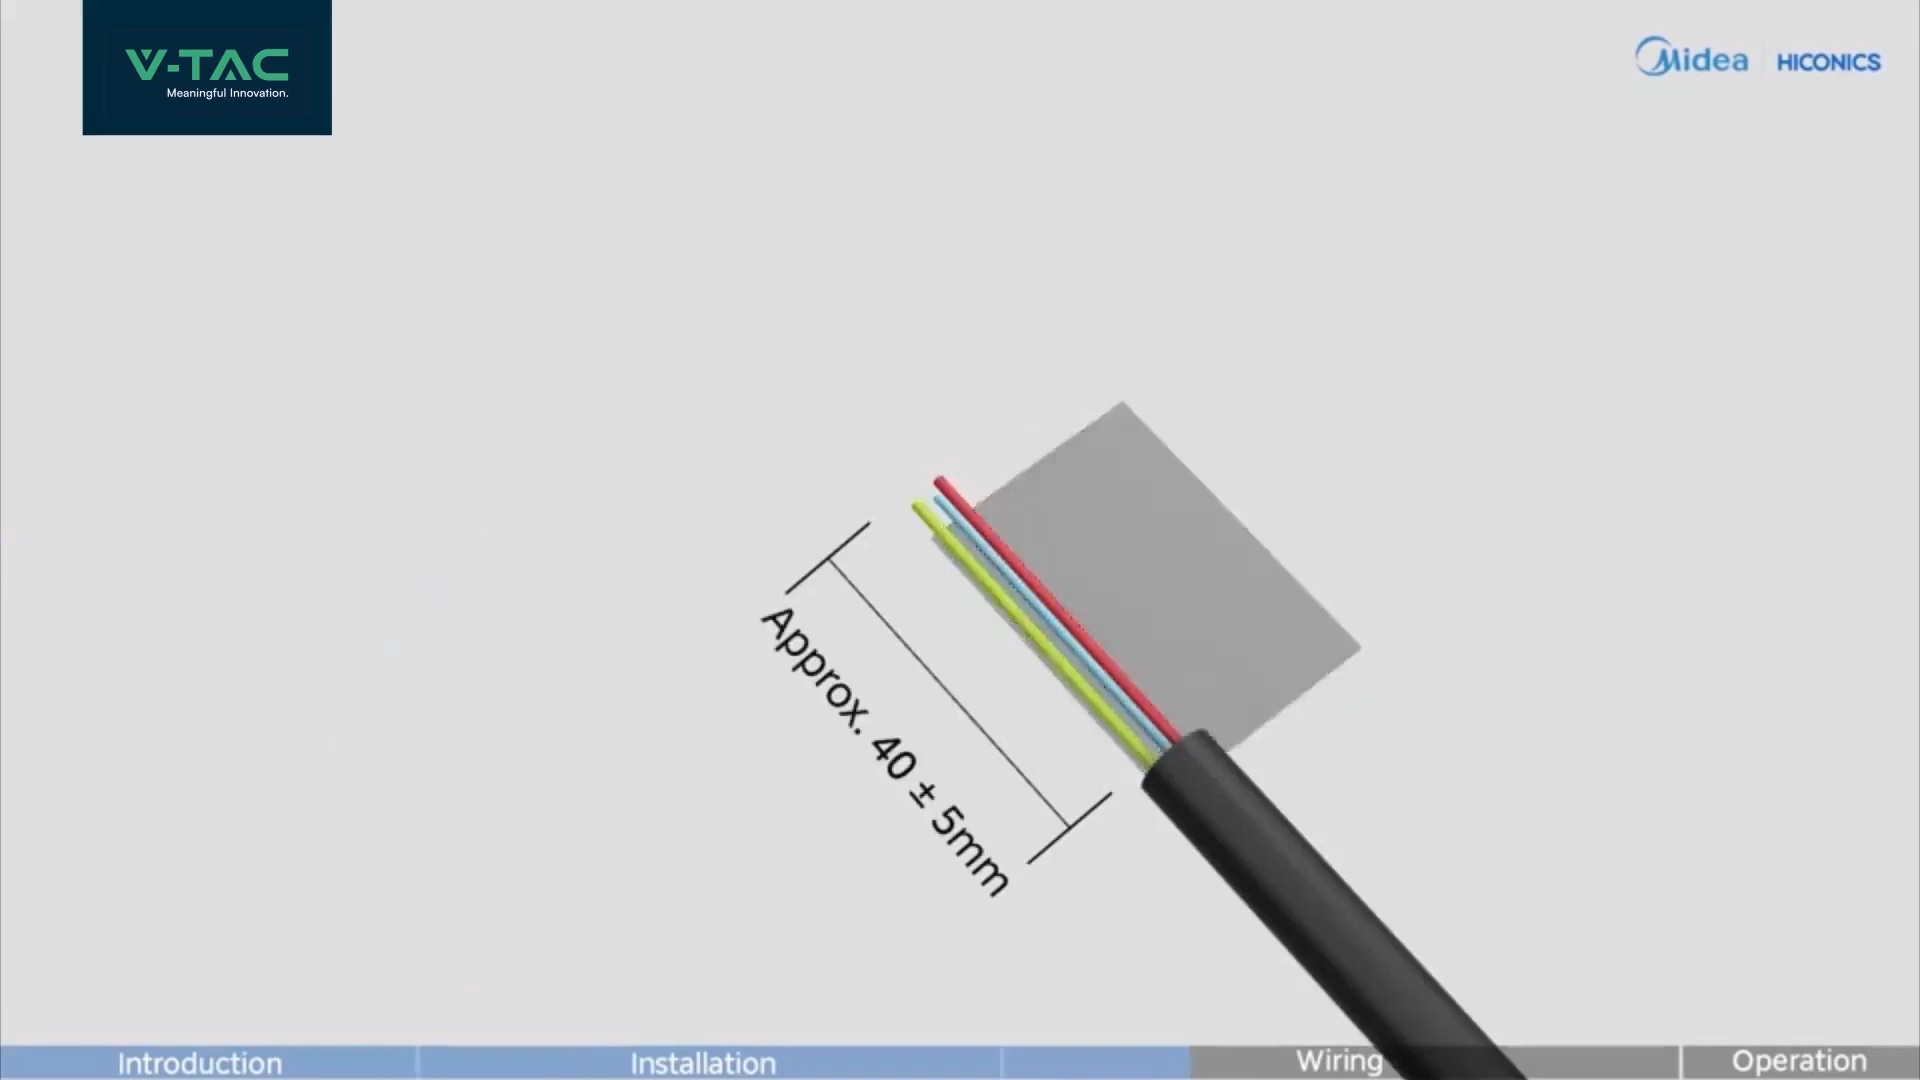 V-TAC
Meaningful Innovation.
Midea | HICONICS
Approx. 40 ± 5mm
Introduction
Installation
Wiring
Operation